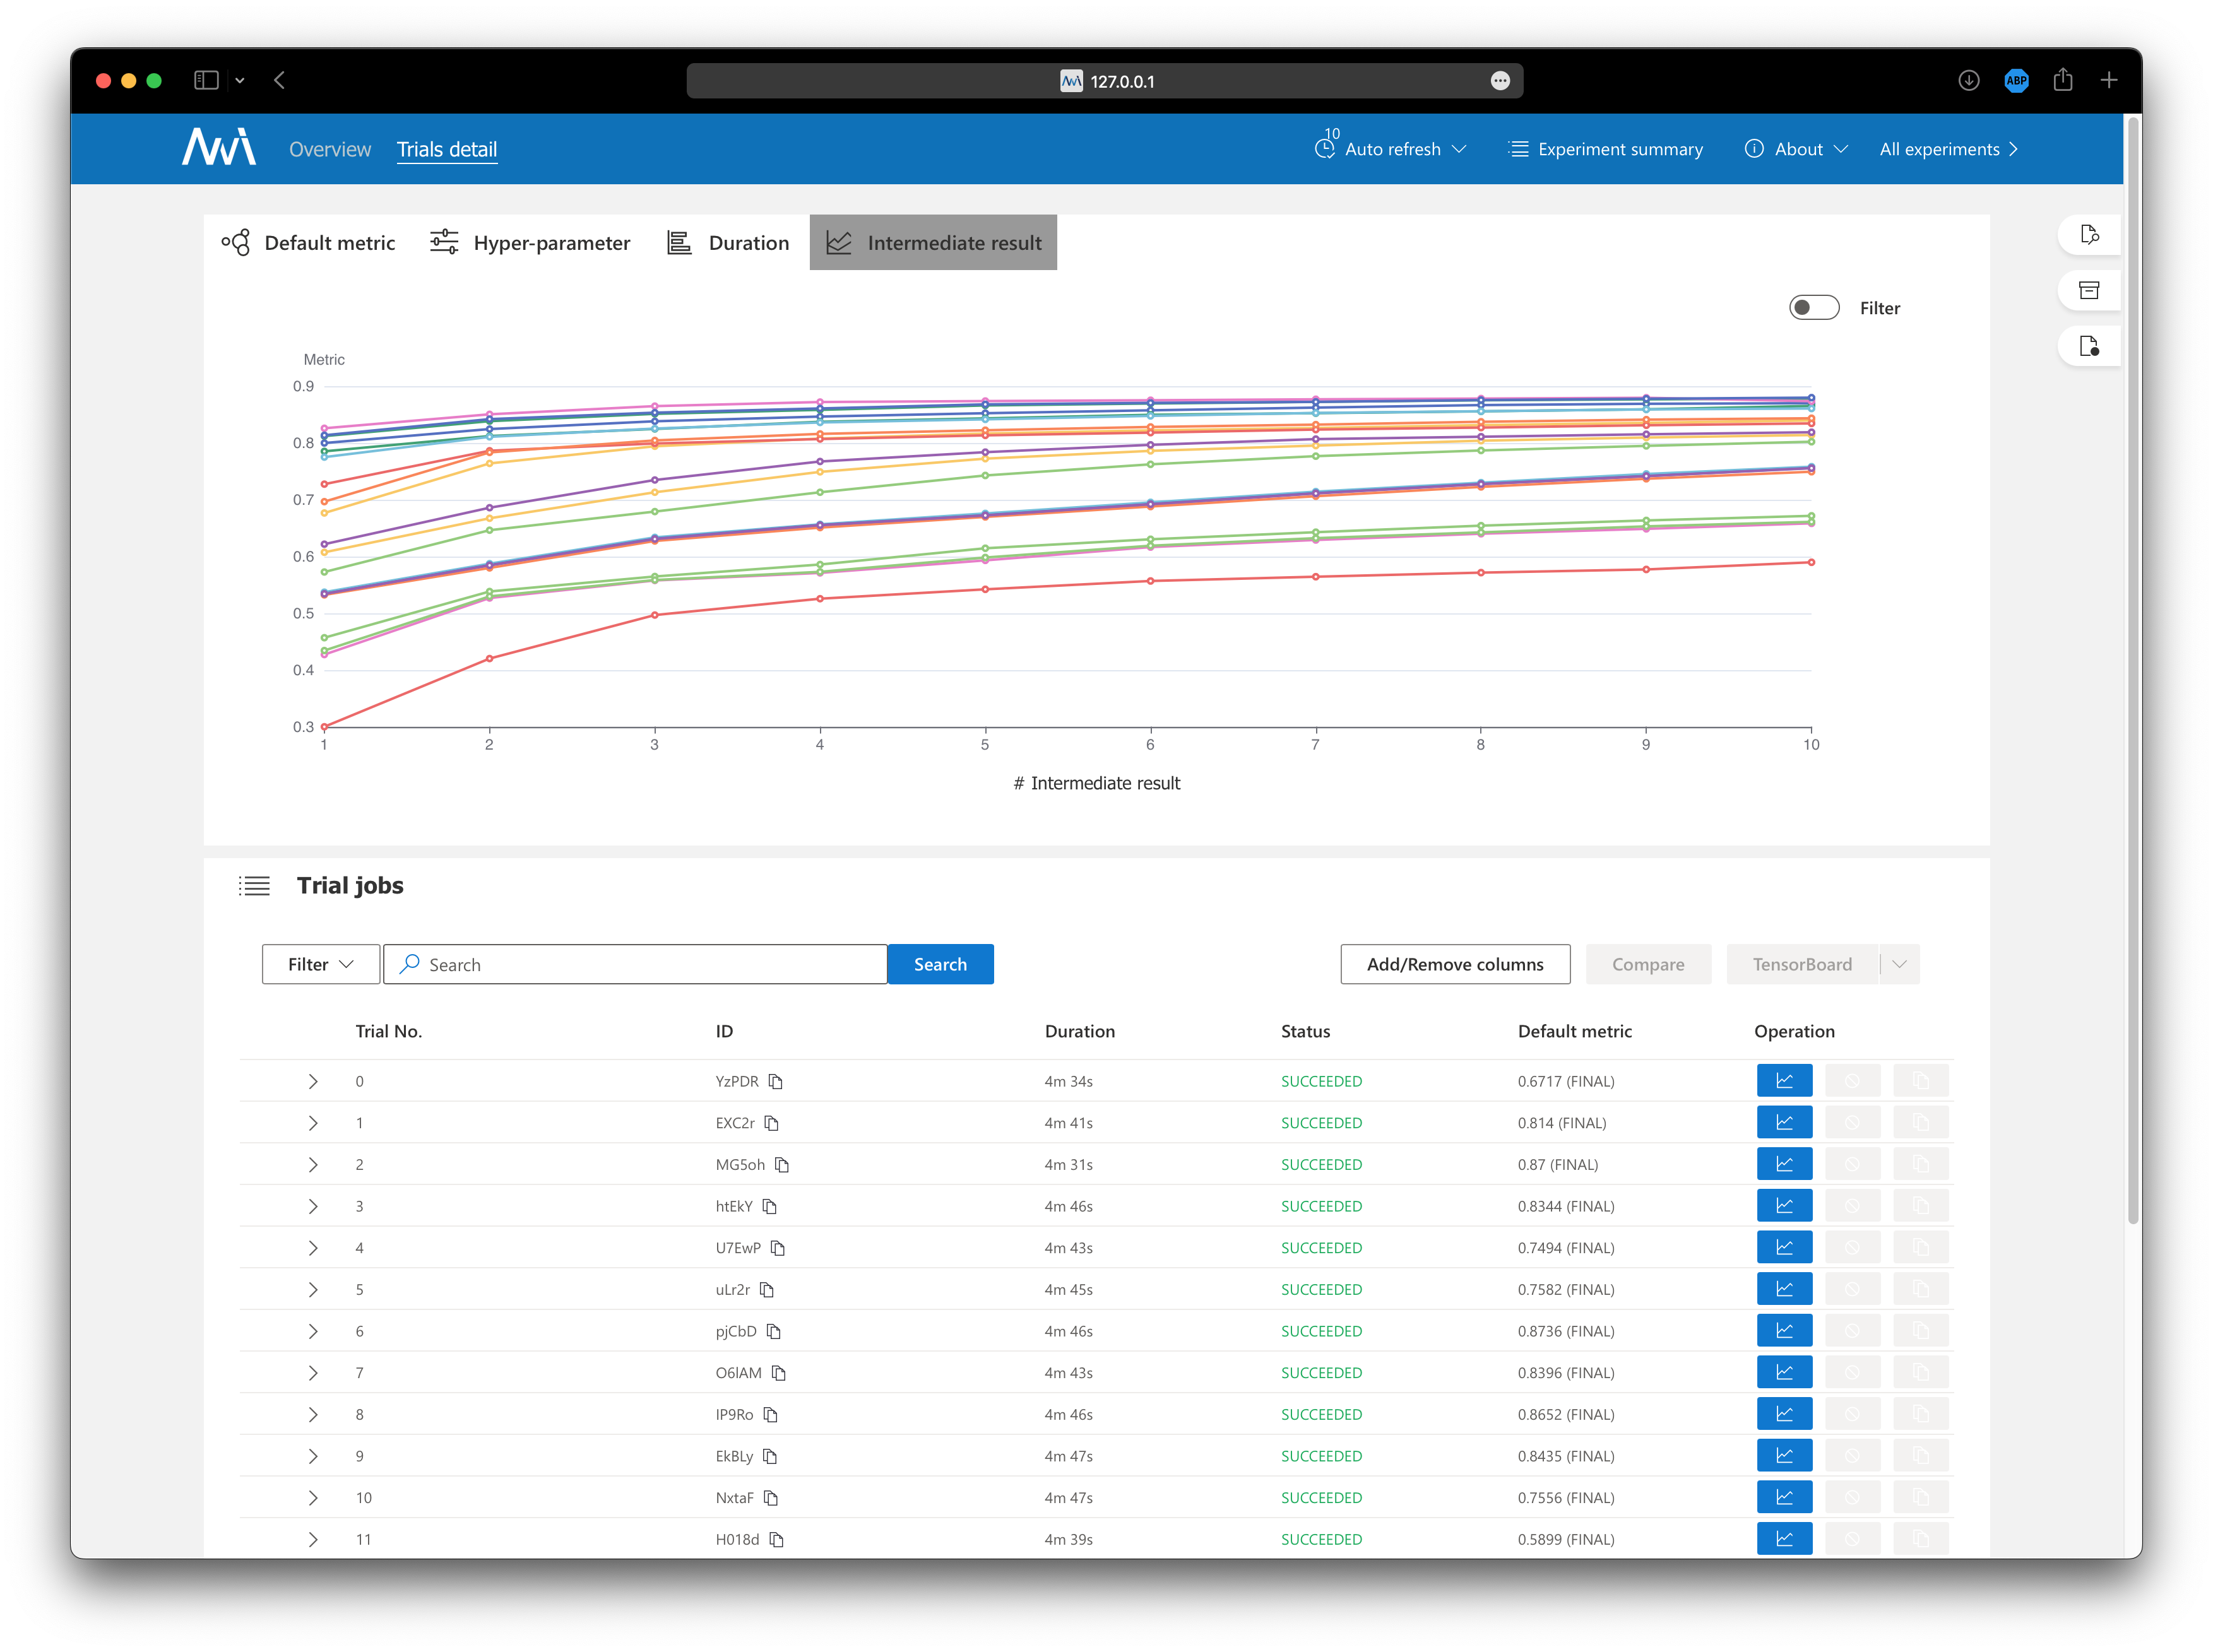 127.0.0.1
ABP
Overview Trials detail 10 Auto refresh Experiment summary About All experiments
Default metric Hyper-parameter Duration Intermediate result
Filter
Metric
0.9
0.8
0.7
0.6
0.5
0.4
0.3
1 2 3 4 5 6 7 8 9 10
# Intermediate result
Trial jobs
Filter Search Search Add/Remove columns Compare TensorBoard
Trial No. ID Duration Status Default metric Operation
0 YzPDR 4m 34s SUCCEEDED 0.6717 (FINAL)
1 EXC2r 4m 41s SUCCEEDED 0.814 (FINAL)
2 MG5oh 4m 31s SUCCEEDED 0.87 (FINAL)
3 htEkY 4m 46s SUCCEEDED 0.8344 (FINAL)
4 U7EwP 4m 43s SUCCEEDED 0.7494 (FINAL)
5 uLr2r 4m 45s SUCCEEDED 0.7582 (FINAL)
6 pjCbD 4m 46s SUCCEEDED 0.8736 (FINAL)
7 O6lAM 4m 43s SUCCEEDED 0.8396 (FINAL)
8 IP9Ro 4m 46s SUCCEEDED 0.8652 (FINAL)
9 EkBLy 4m 47s SUCCEEDED 0.8435 (FINAL)
10 NxtaF 4m 47s SUCCEEDED 0.7556 (FINAL)
11 H018d 4m 39s SUCCEEDED 0.5899 (FINAL)